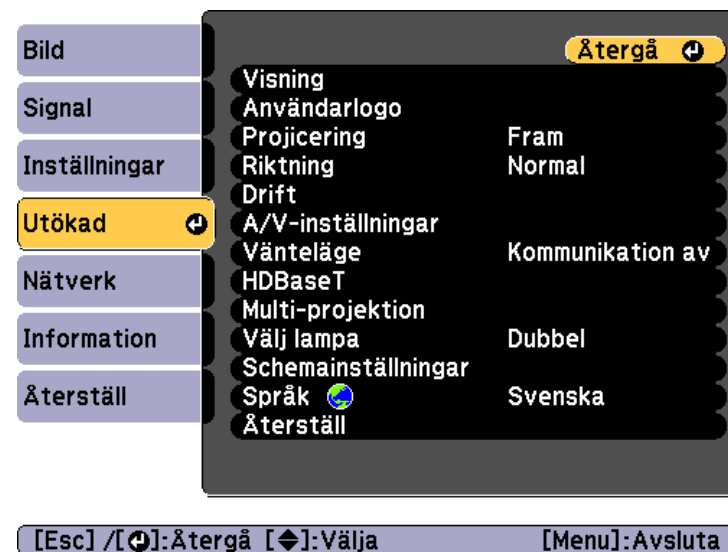 Bild
Signal
Inställningar
Utökad
Nätverk
Information
Återställ
Återgå
Visning
Användarlogo
Projicering Fram
Riktning Normal
Drift
A/V-inställningar
Vänteläge Kommunikation av
HDBaseT
Multi-projektion
Välj lampa Dubbel
Schemainställningar
Språk Svenska
Återställ
[Esc] /[]:Återgå []:Välja [Menu]:Avsluta